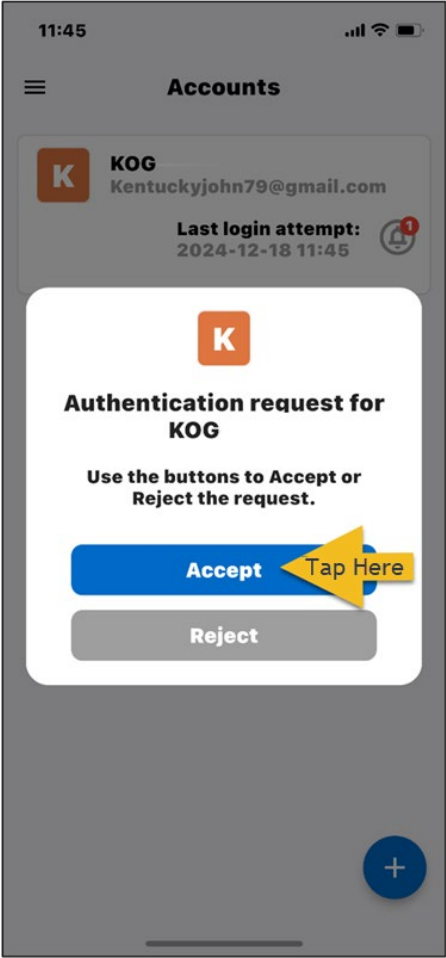 11:45
Accounts
K
KOG
Kentuckyjohn79@gmail.com
Last login attempt:
2024-12-18 11:45
1
K
Authentication request for
KOG
Use the buttons to Accept or
Reject the request.
Accept
Tap Here
Reject
+